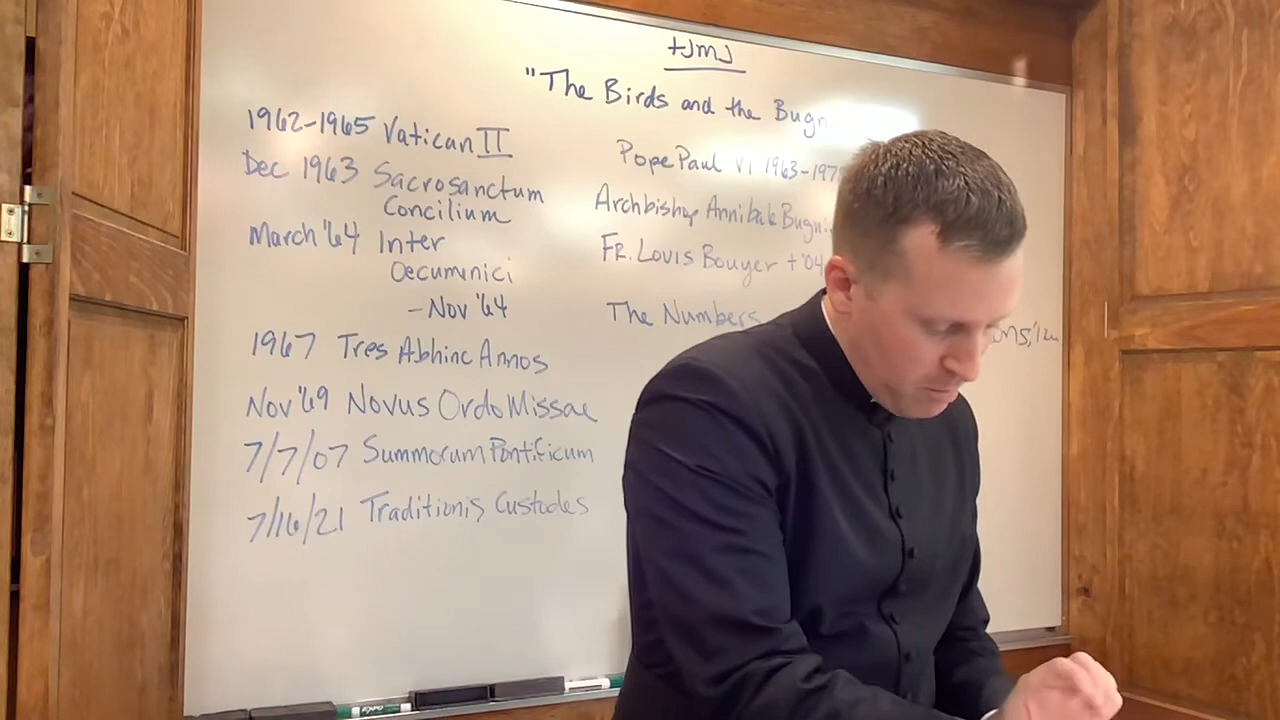 +JMJ
"The Birds and the Bugn
1962-1965 Vatican II
Dec 1963 Sacrosanctum
Concilium
March '64 Inter
Oecumenici
- Nov '64
1967 Tres Abhinc Annos
Nov '69 Novus Ordo Missae
7/7/07 Summorum Pontificum
7/16/21 Traditionis Custodes
Pope Paul VI 1963-197
Archbishop Annibale Bugni
Fr. Louis Bouyer + '04
The Numbers